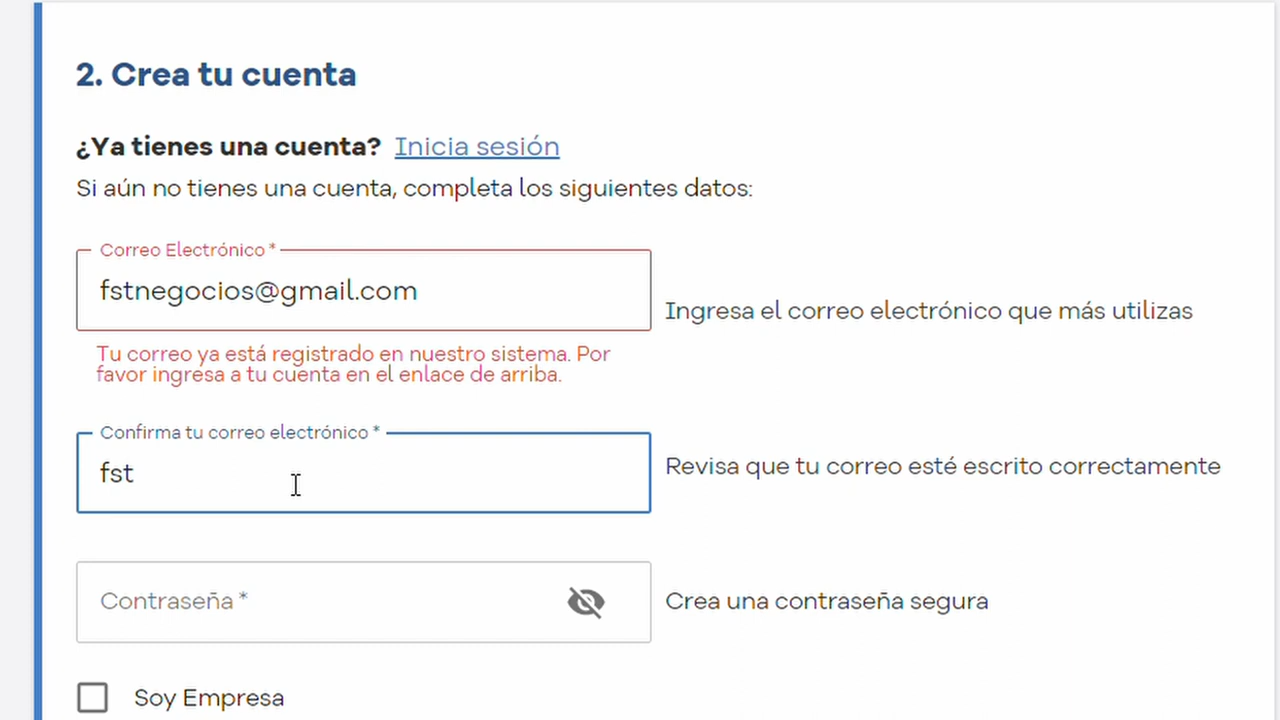 2. Crea tu cuenta
¿Ya tienes una cuenta? Inicia sesión
Si aún no tienes una cuenta, completa los siguientes datos:
Correo Electrónico *
fstnegocios@gmail.com
Ingresa el correo electrónico que más utilizas
Tu correo ya está registrado en nuestro sistema. Por
favor ingresa a tu cuenta en el enlace de arriba.
Confirma tu correo electrónico *
fst
Revisa que tu correo esté escrito correctamente
Contraseña *
Crea una contraseña segura
Soy Empresa